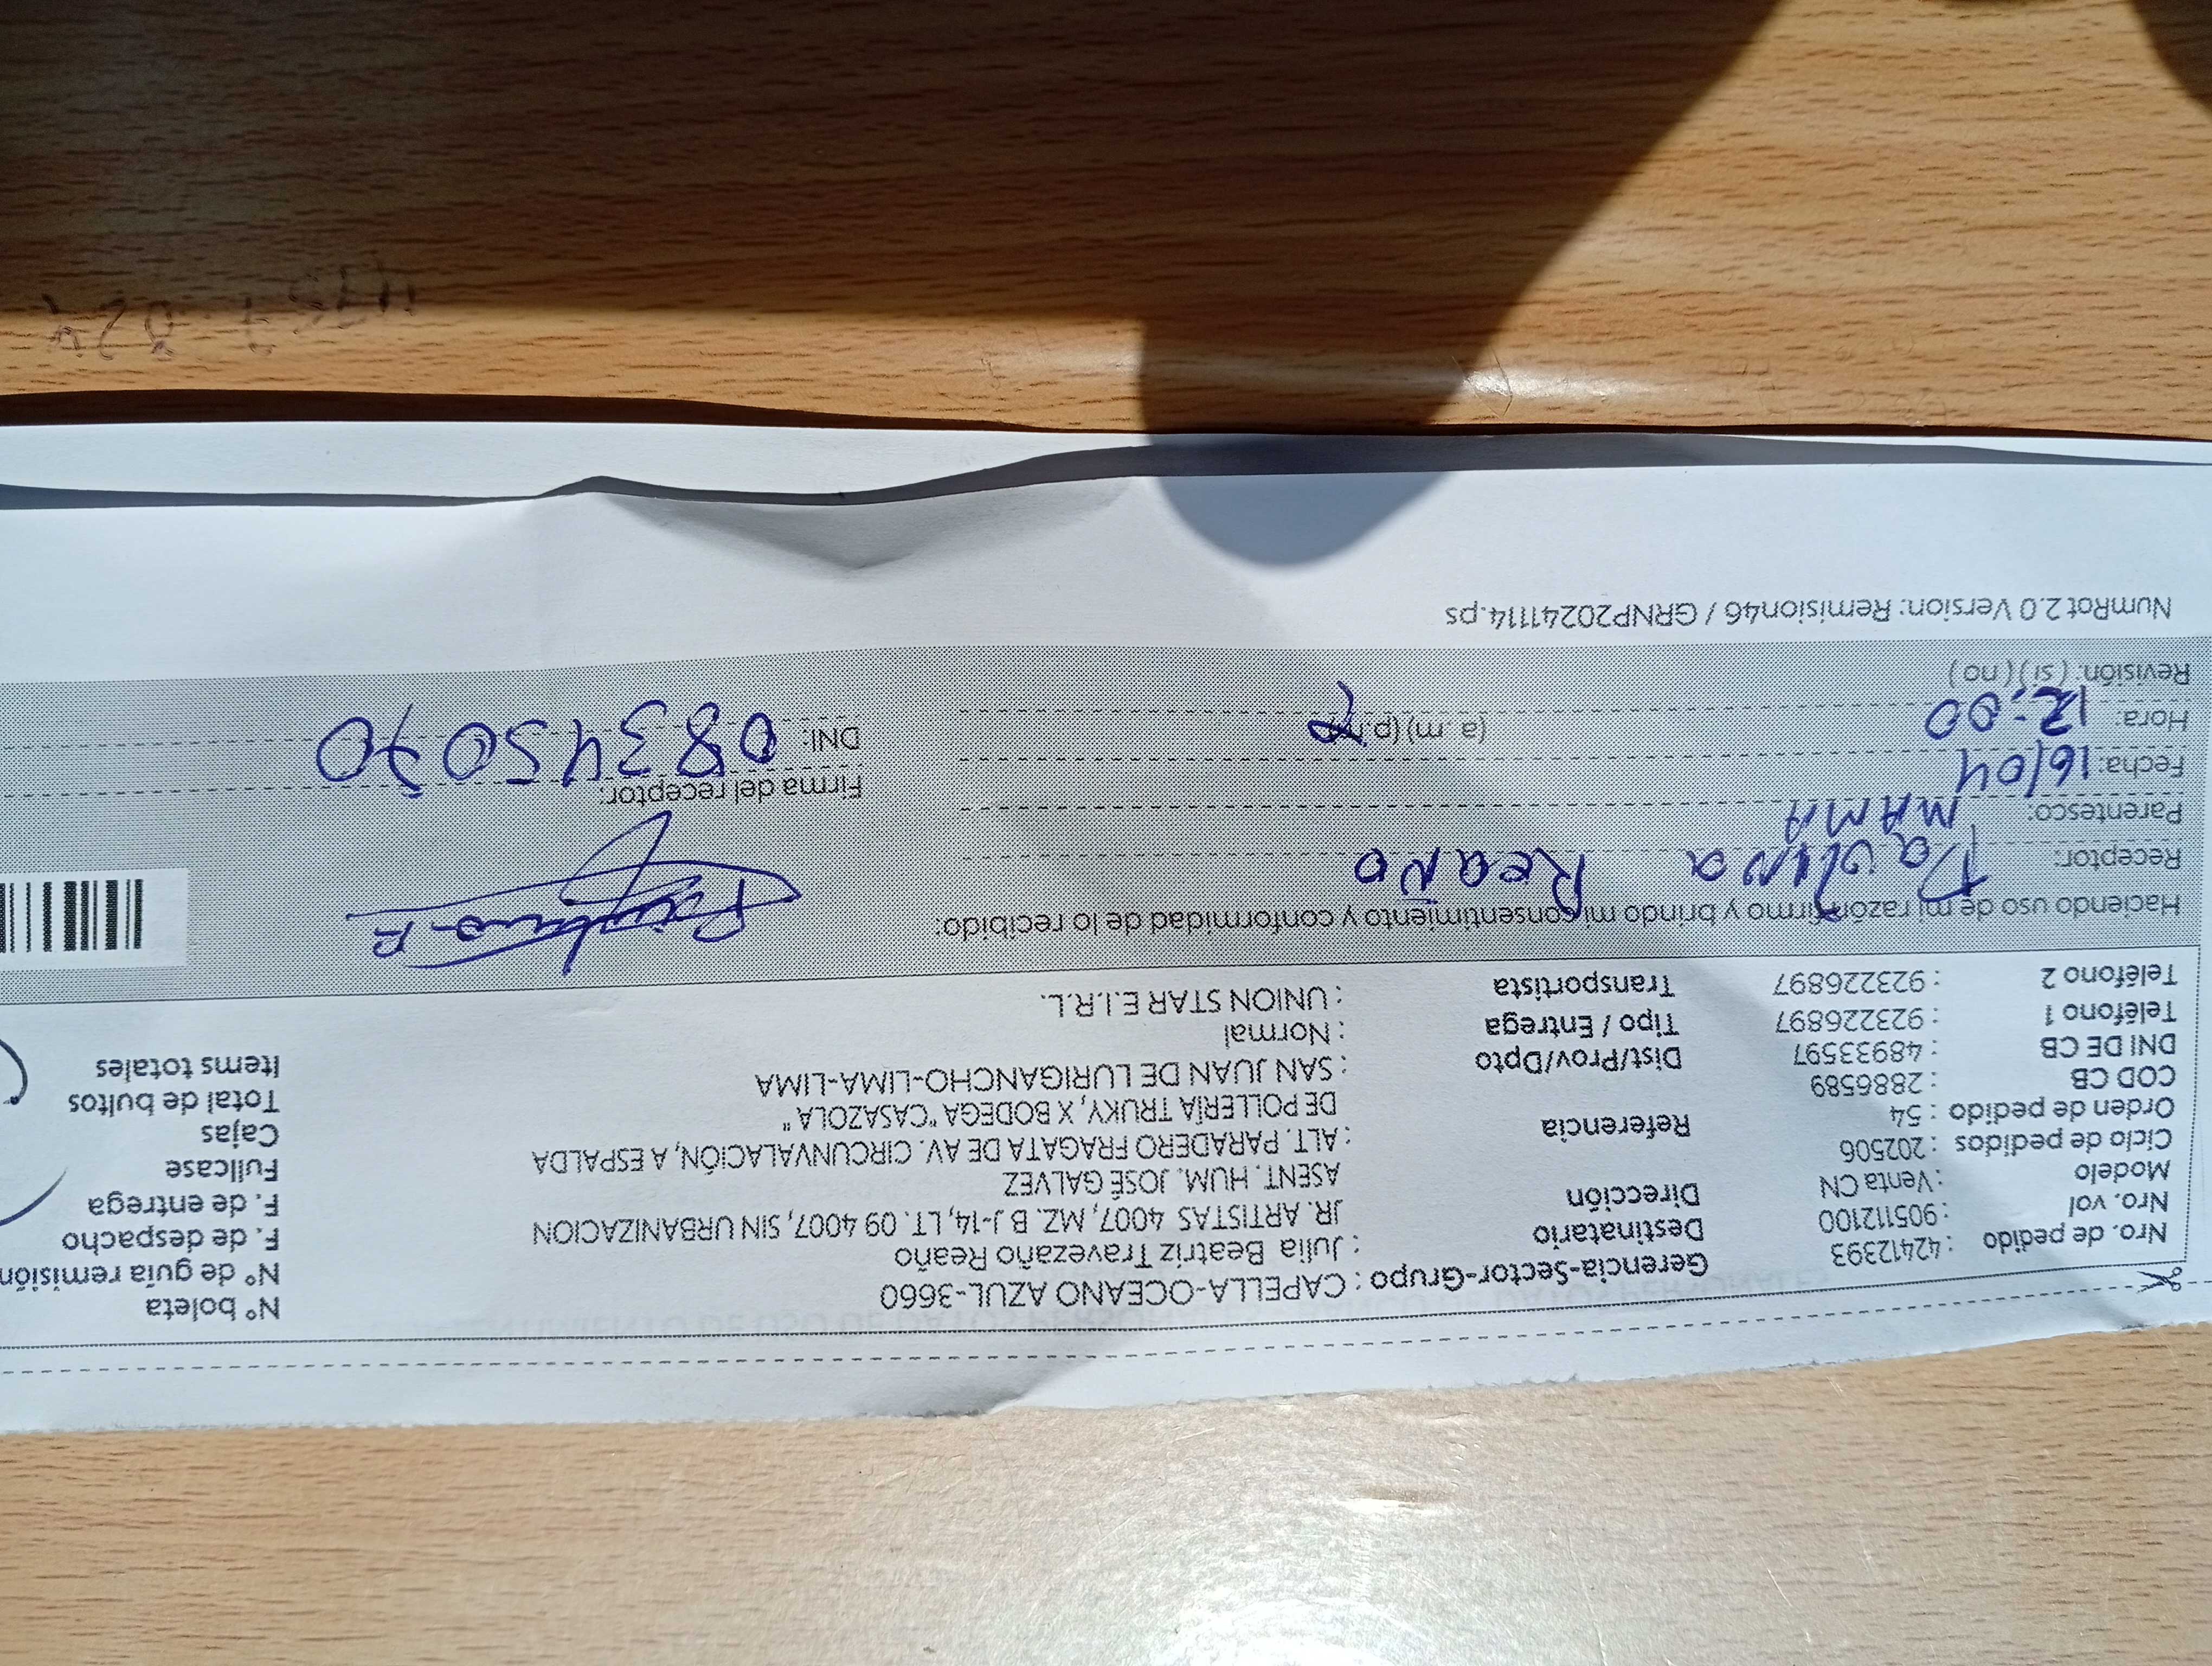 Gerencia-Sector-Grupo : CAPELLA-OCEANO AZUL-3660
Nro. de pedido : 42412393
Nro. vol : 905112100
Modelo : Venta CN
Ciclo de pedidos : 202506
Orden de pedido : 54
COD CB : 2886589
DNI DE CB : 48933597
Teléfono 1 : 923226897
Teléfono 2 : 923226897
Destinatario : Julia Beatriz Travezaño Reaño
Dirección JR. ARTISTAS 4007, MZ. B J-14, LT. 09 4007, SIN URBANIZACION
ASENT. HUM. JOSÉ GALVEZ
Referencia : ALT. PARADERO FRAGATA DE AV. CIRCUNVALACIÓN, A ESPALDA
DE POLLERÍA TRUKY, X BODEGA "CASAZOLA"
Dist/Prov/Dpto : SAN JUAN DE LURIGANCHO-LIMA-LIMA
Tipo / Entrega : Normal
Transportista : UNION STAR E.I.R.L.
N° boleta
N° de guía remisión
F. de despacho
F. de entrega
Fullcase
Cajas
Total de bultos
Items totales
Haciendo uso de mi razón firmo y brindo mi consentimiento y conformidad de lo recibido.
Receptor: Paulina Reaño
Parentesco: MAMA
Fecha: 16/04
Hora: 12:00 (a. m) (p.m)
Revisión: (si) (no)
Firma del receptor:
DNI: 08345070
NumRot 2.0 Version: Remision46 / GRNP20241114.ps